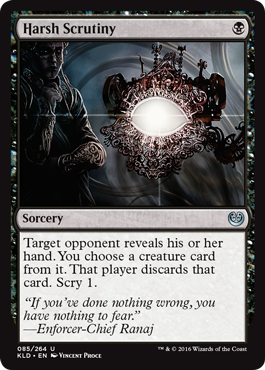 Harsh Scrutiny
Sorcery
Target opponent reveals his or her
hand. You choose a creature card
from it. That player discards that
card. Scry 1.
“If you’ve done nothing wrong, you
have nothing to fear.”
—Enforcer-Chief Ranaj
085/264 U
KLD • EN Vincent Proce
™ & © 2016 Wizards of the Coast